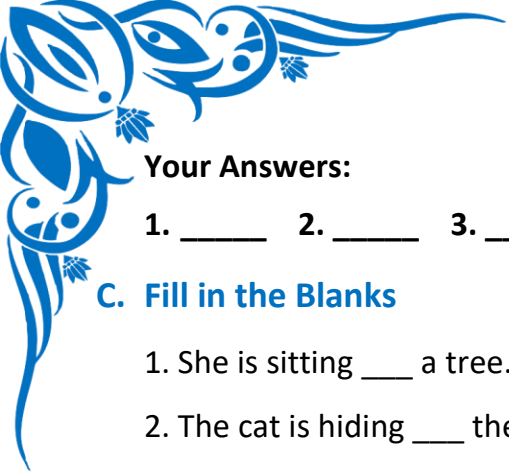 Your Answers:
1. _____ 2. _____ 3. _
C. Fill in the Blanks
1. She is sitting ___ a tree.
2. The cat is hiding ___ the